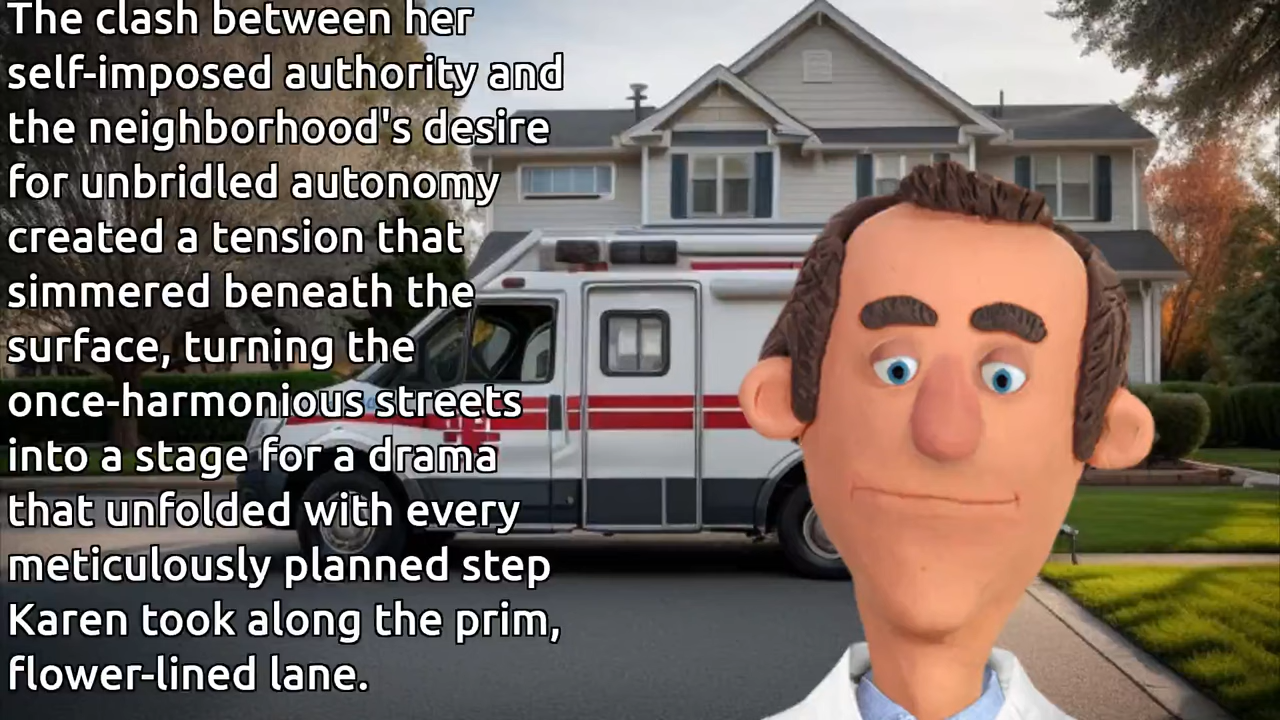 The clash between her
self-imposed authority and
the neighborhood's desire
for unbridled autonomy
created a tension that
simmered beneath the
surface, turning the
once-harmonious streets
into a stage for a drama
that unfolded with every
meticulously planned step
Karen took along the prim,
flower-lined lane.